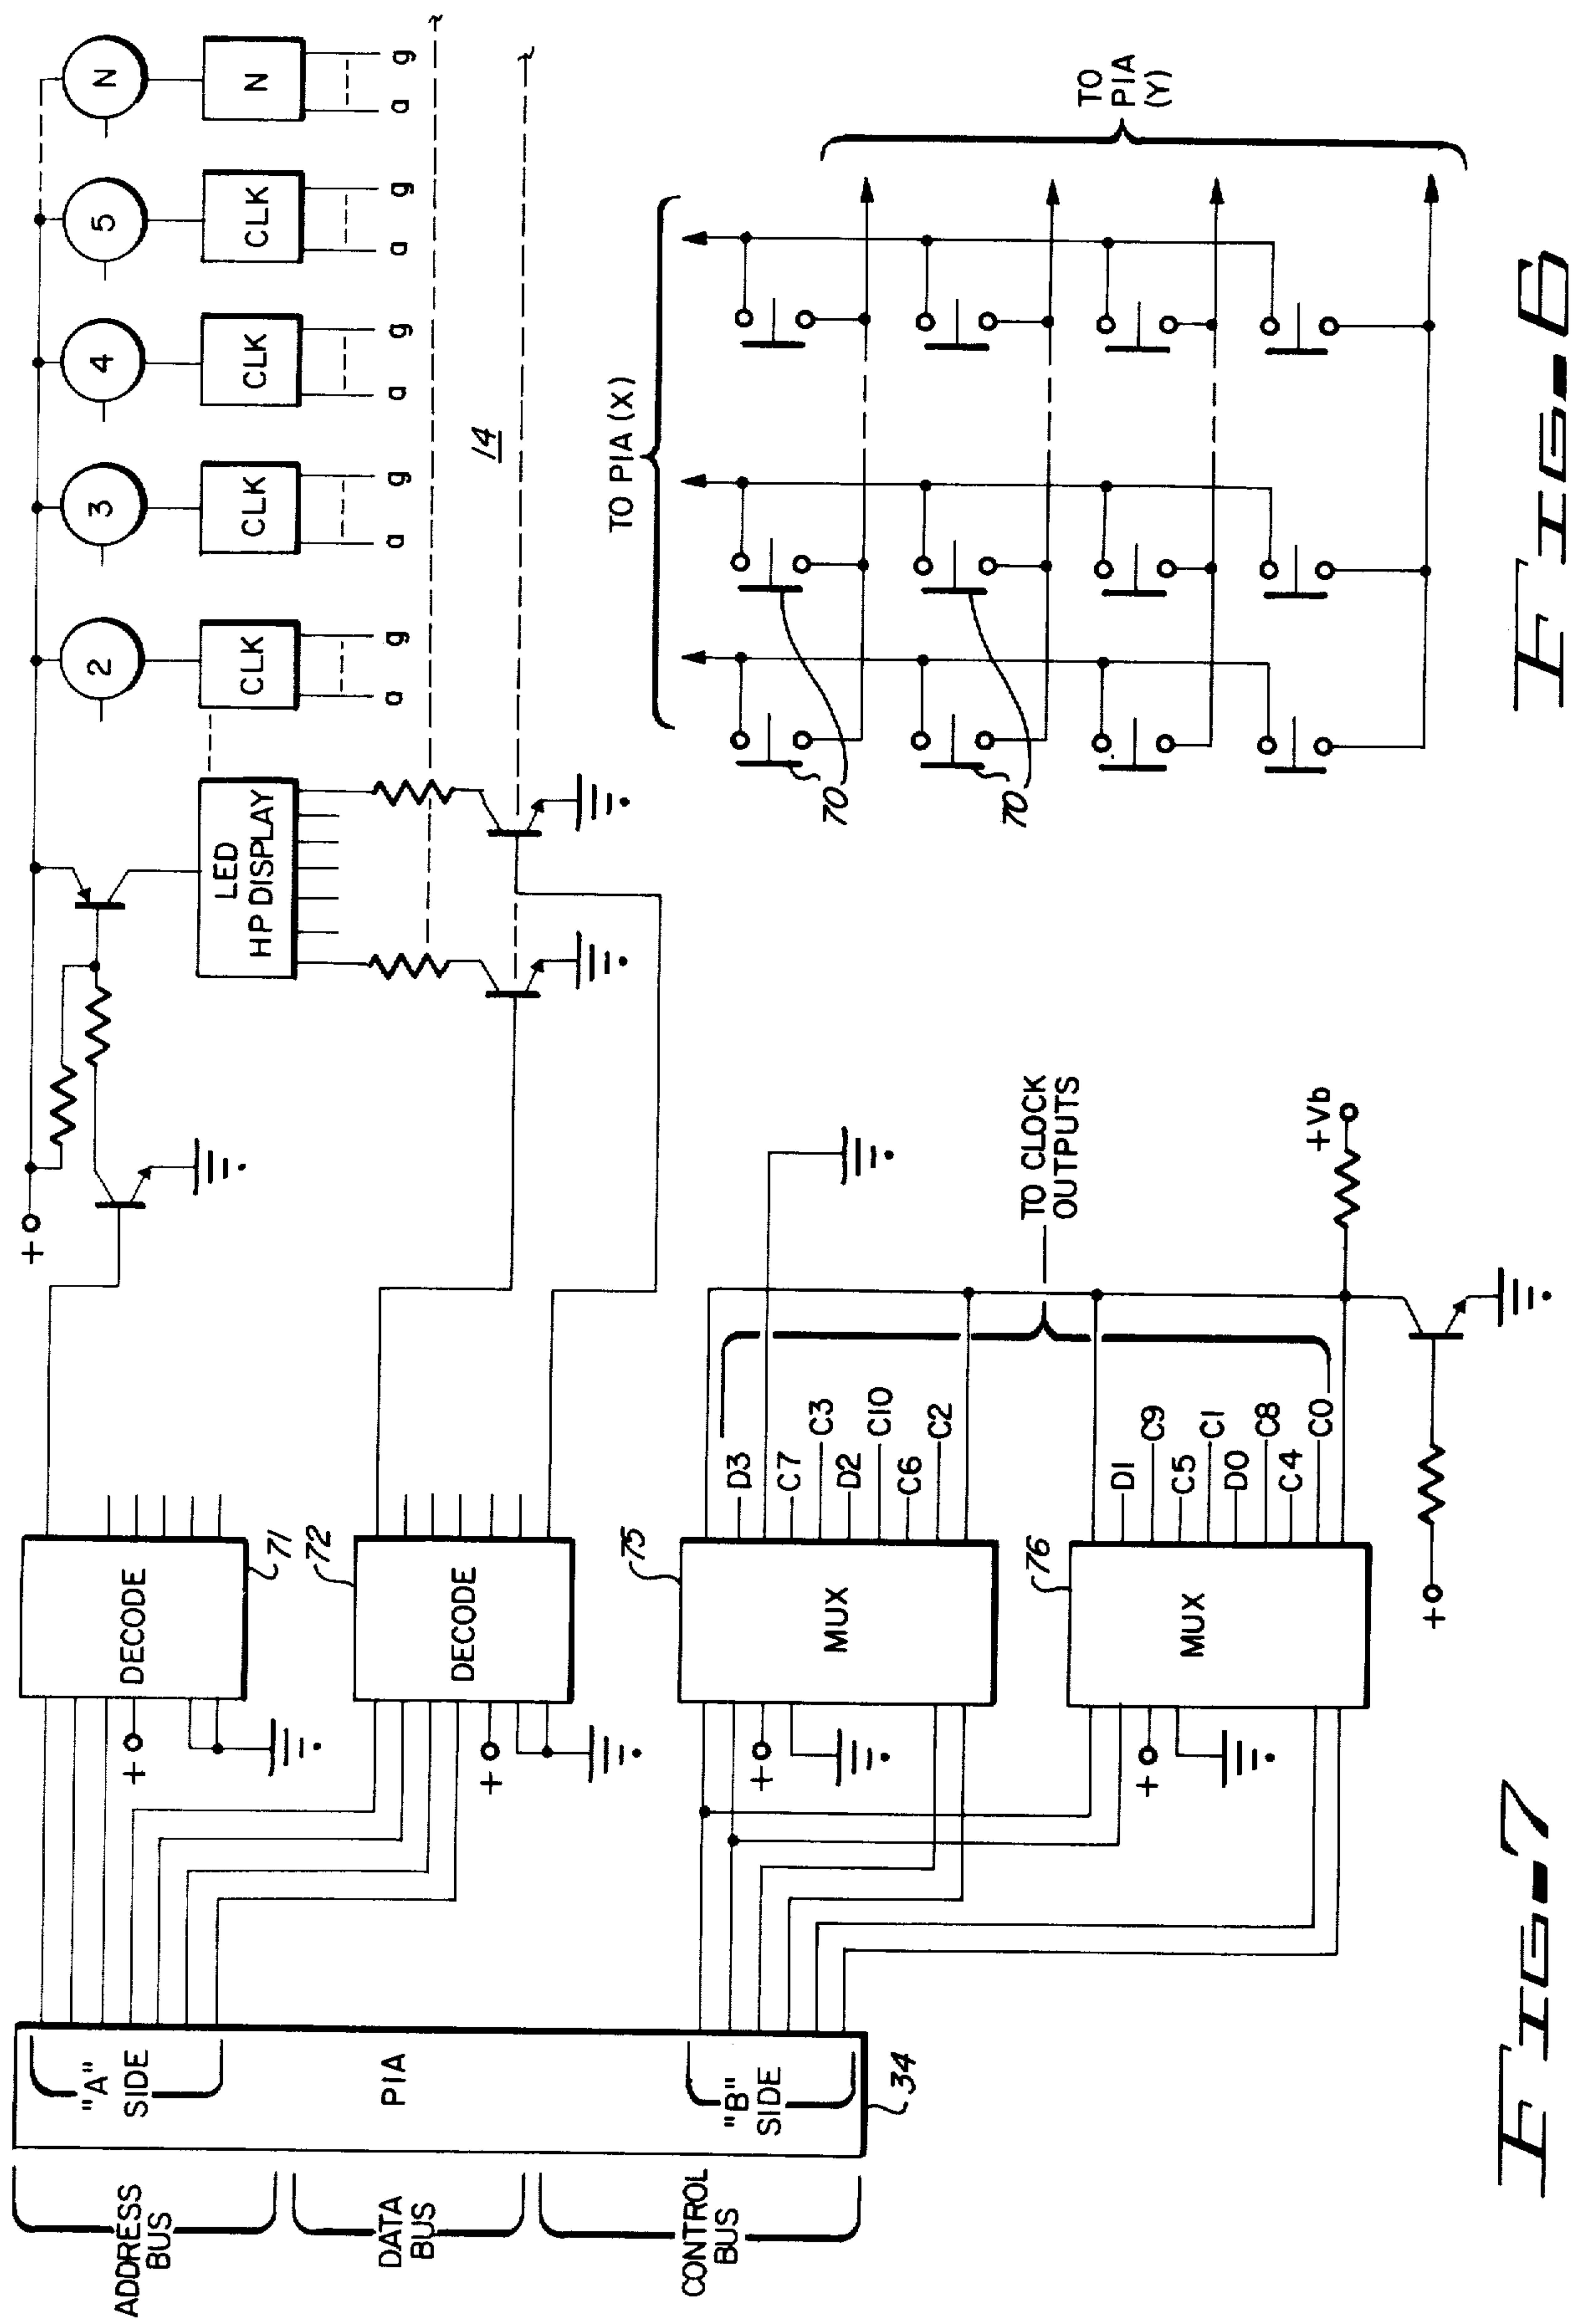 ADDRESS
BUS
DATA
BUS
CONTROL
BUS
"A"
SIDE
PIA
"B"
SIDE
34
+
DECODE
71
+
DECODE
72
+
MUX
75
+
MUX
76
D3
C7
C3
D2
C10
C6
C2
D1
C9
C5
C1
D0
C8
C4
C0
TO CLOCK
OUTPUTS
+Vb
+
+
LED
HP DISPLAY
2
3
4
5
N
CLK
CLK
CLK
CLK
N
a g
a g
a g
a g
a g
14
FIG-7
TO PIA (X)
TO
PIA
(Y)
70
70
FIG-6